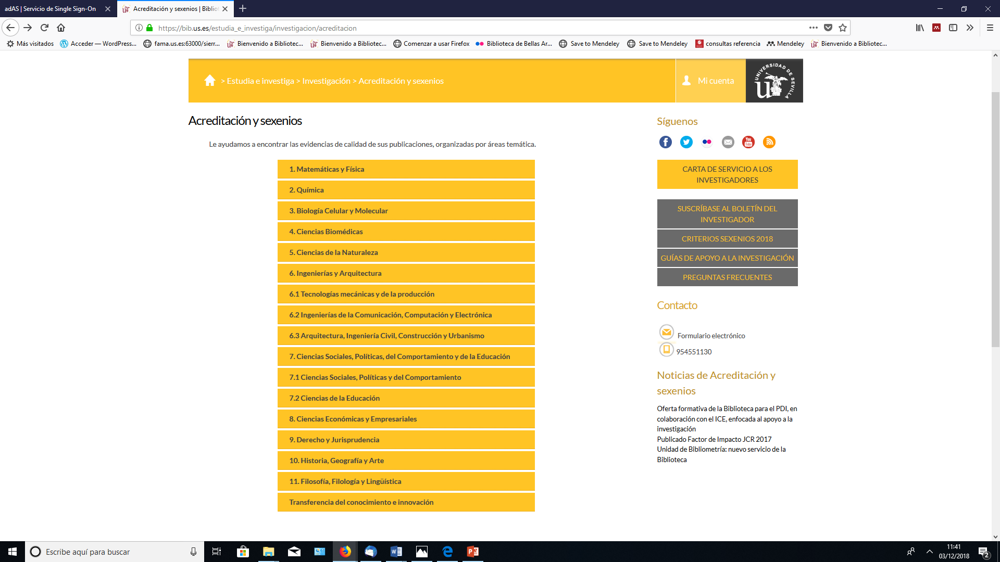 adAS | Servicio de Single Sign-On
Acreditación y sexenios | Bibliot
https://bib.us.es/estudia_e_investiga/investigacion/acreditacion
Más visitados
Acceder — WordPress...
fama.us.es:63000/sierr...
Bienvenido a Bibliotec...
Bienvenido a Bibliotec...
Comenzar a usar Firefox
Biblioteca de Bellas Ar...
Save to Mendeley
Save to Mendeley
consultas referencia
Mendeley
Bienvenido a Bibliotec...
> Estudia e investiga > Investigación > Acreditación y sexenios
Mi cuenta
UNIVERSIDAD DE SEVILLA
Acreditación y sexenios
Le ayudamos a encontrar las evidencias de calidad de sus publicaciones, organizadas por áreas temática.
1. Matemáticas y Física
2. Química
3. Biología Celular y Molecular
4. Ciencias Biomédicas
5. Ciencias de la Naturaleza
6. Ingenierías y Arquitectura
6.1 Tecnologías mecánicas y de la producción
6.2 Ingenierías de la Comunicación, Computación y Electrónica
6.3 Arquitectura, Ingeniería Civil, Construcción y Urbanismo
7. Ciencias Sociales, Políticas, del Comportamiento y de la Educación
7.1 Ciencias Sociales, Políticas y del Comportamiento
7.2 Ciencias de la Educación
8. Ciencias Económicas y Empresariales
9. Derecho y Jurisprudencia
10. Historia, Geografía y Arte
11. Filosofía, Filología y Lingüística
Transferencia del conocimiento e innovación
Síguenos
You
Tube
CARTA DE SERVICIO A LOS
INVESTIGADORES
SUSCRÍBASE AL BOLETÍN DEL
INVESTIGADOR
CRITERIOS SEXENIOS 2018
GUÍAS DE APOYO A LA INVESTIGACIÓN
PREGUNTAS FRECUENTES
Contacto
Formulario electrónico
954551130
Noticias de Acreditación y
sexenios
Oferta formativa de la Biblioteca para el PDI, en
colaboración con el ICE, enfocada al apoyo a la
investigación
Publicado Factor de Impacto JCR 2017
Unidad de Bibliometría: nuevo servicio de la
Biblioteca
Escribe aquí para buscar
11:41
03/12/2018
2